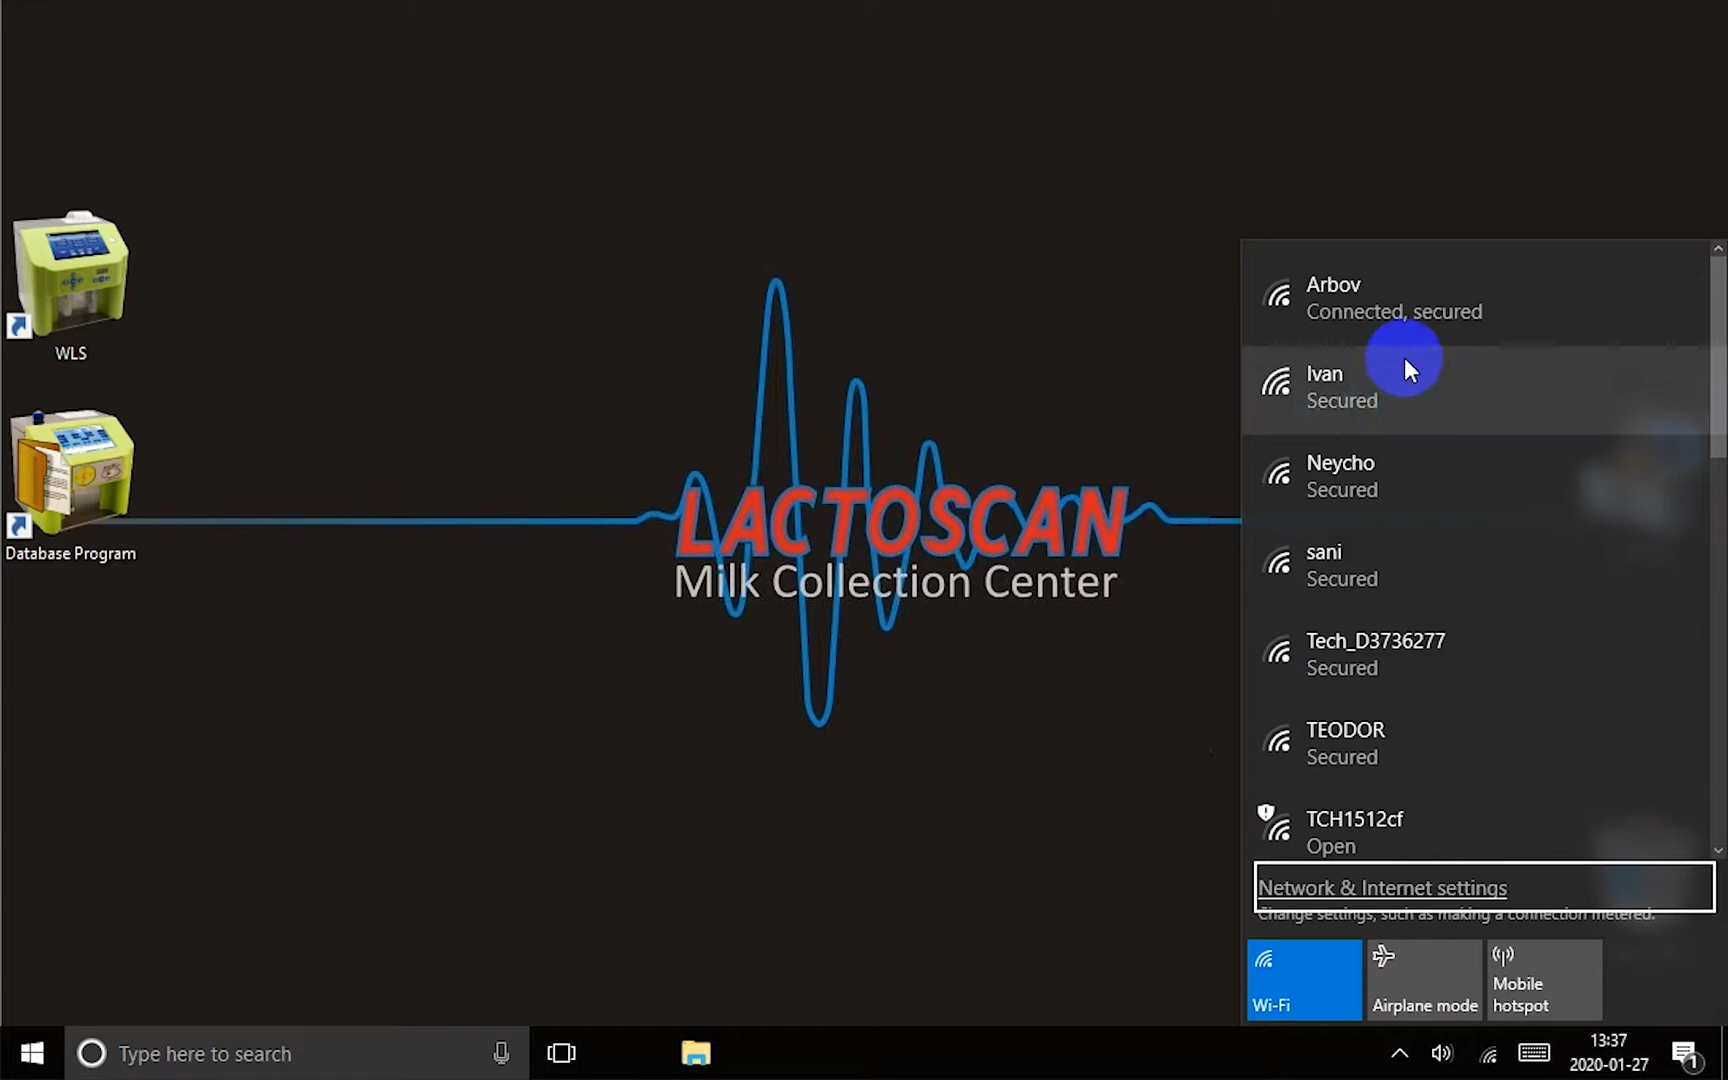 WLS
Database Program
LACTOSCAN
Milk Collection Center
Arbov
Connected, secured
Ivan
Secured
Neycho
Secured
sani
Secured
Tech_D3736277
Secured
TEODOR
Secured
TCH1512cf
Open
Network & Internet settings
Change settings, such as making a connection metered.
Wi-Fi
Airplane mode
Mobile
hotspot
Type here to search
13:37
2020-01-27
1